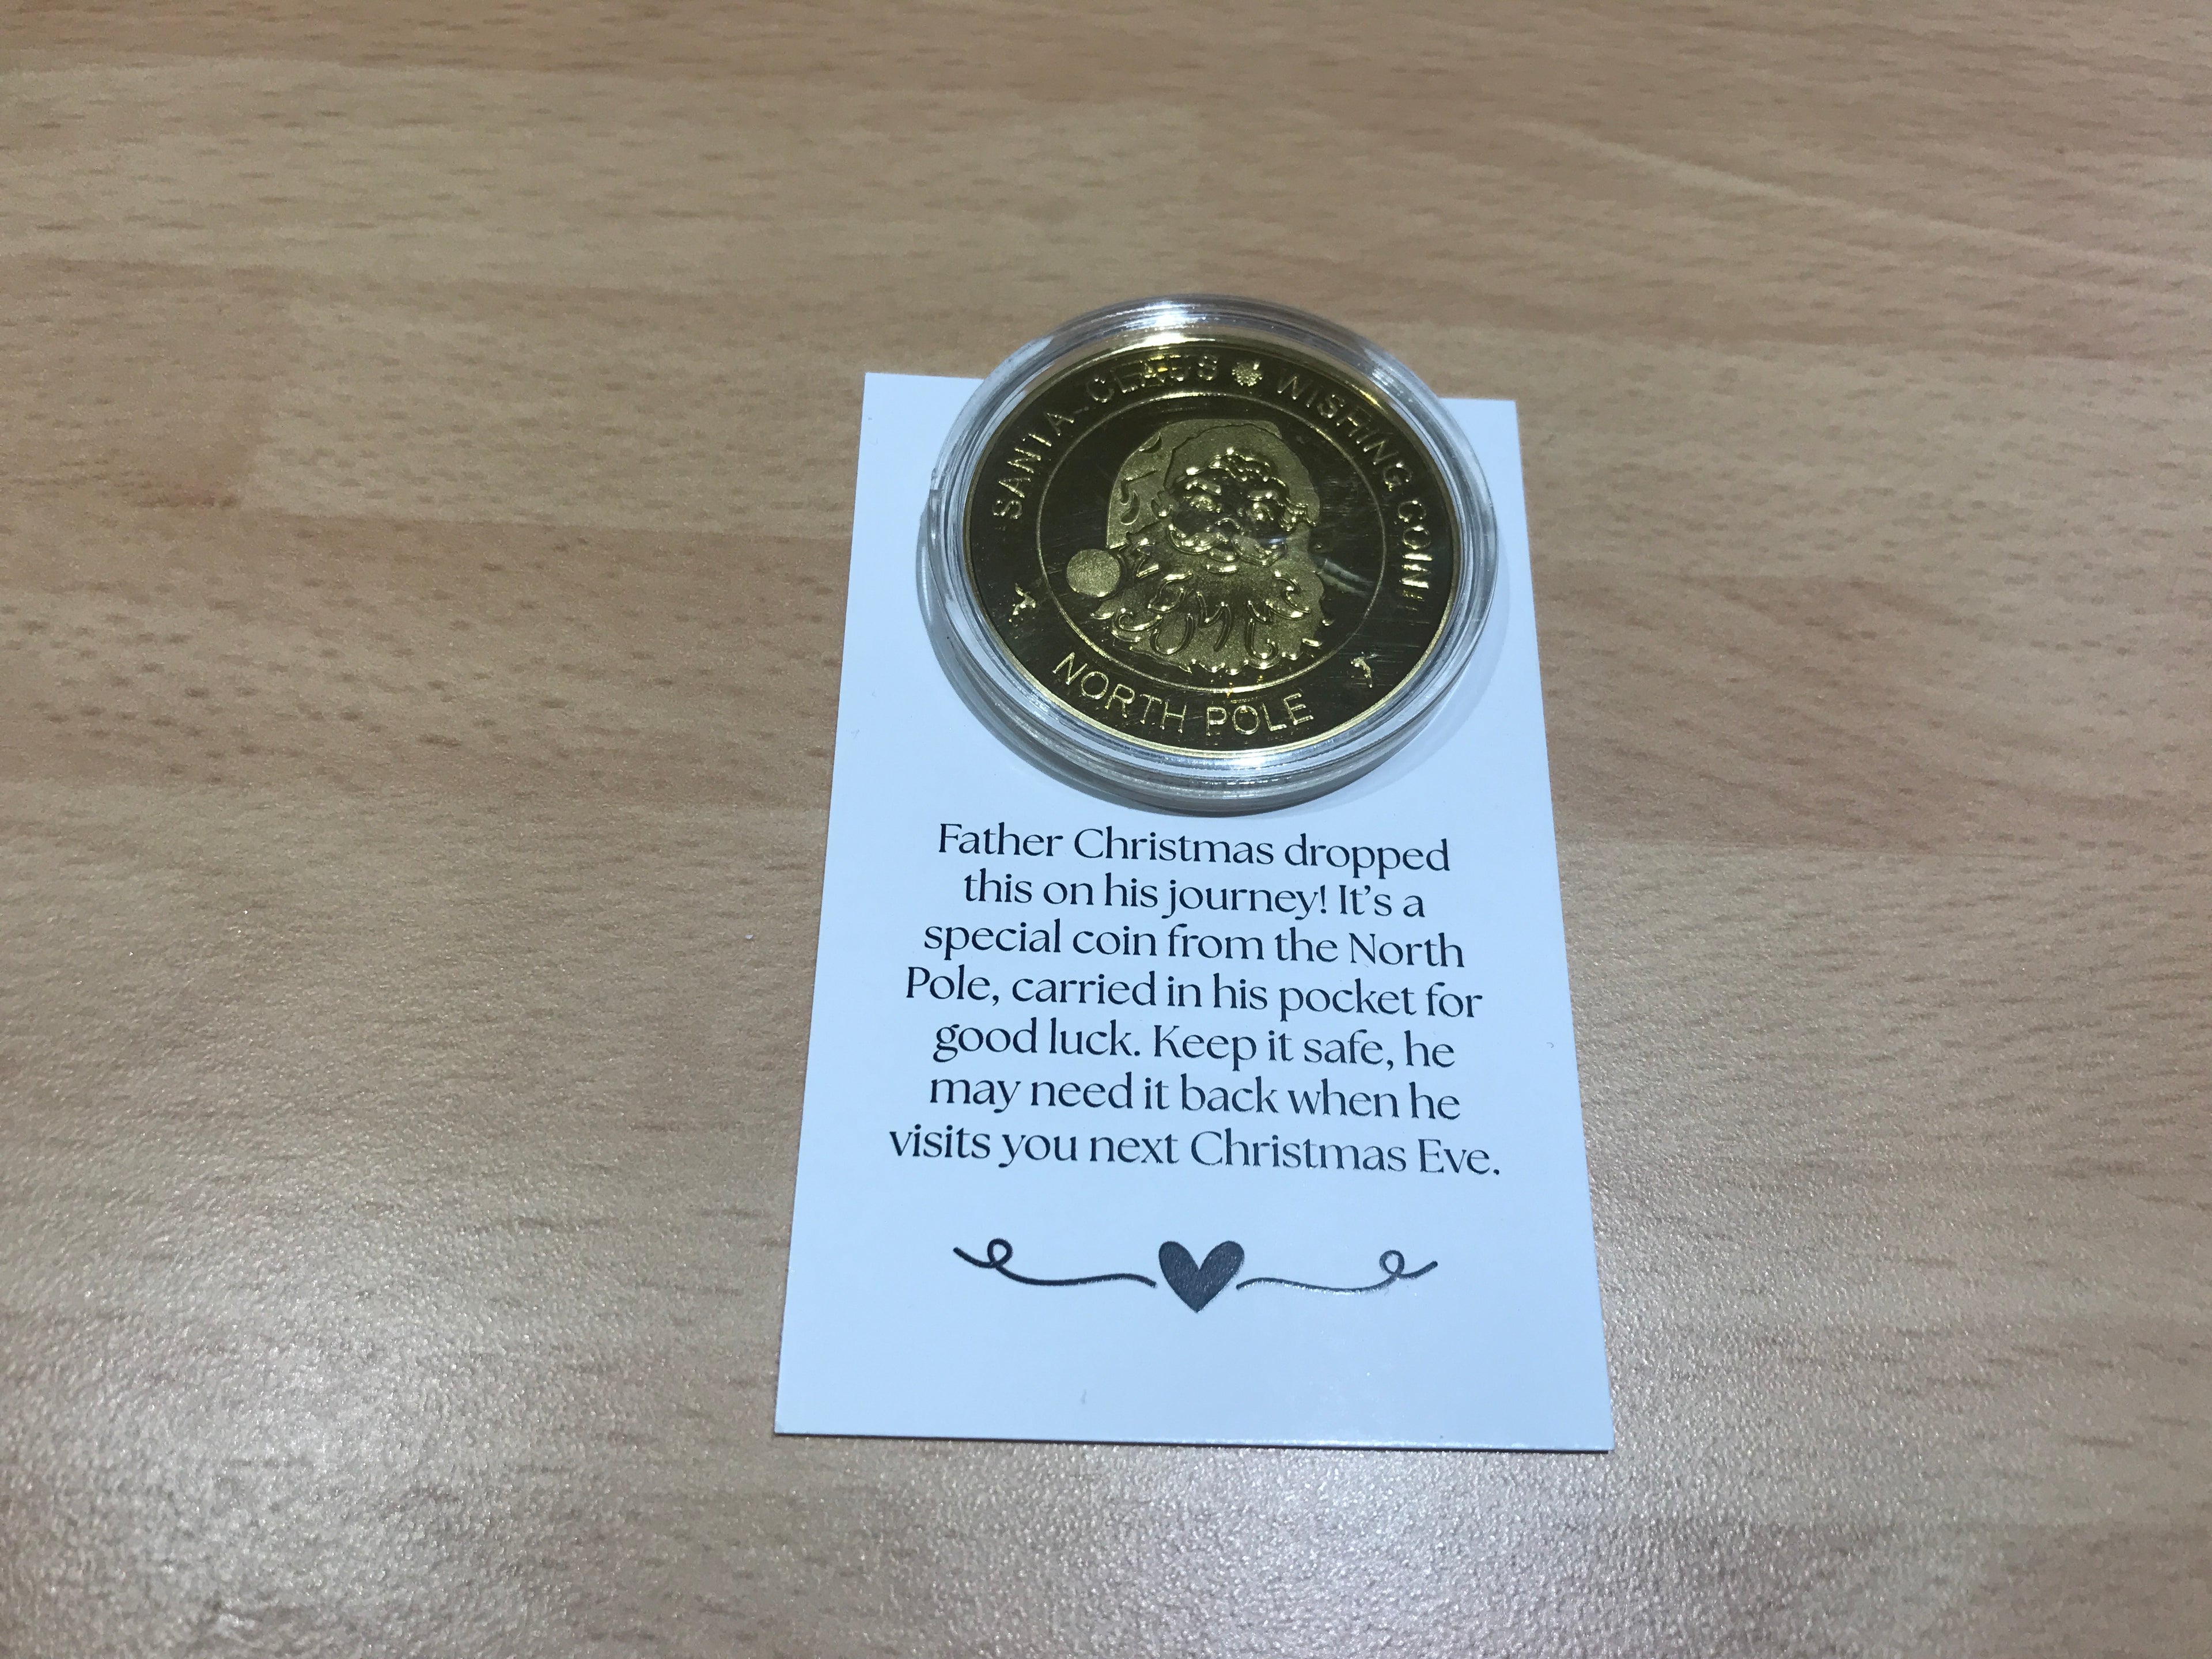 SANTA CLAUS WISHING COIN
NORTH POLE
Father Christmas dropped
this on his journey! It's a
special coin from the North
Pole, carried in his pocket for
good luck. Keep it safe, he
may need it back when he
visits you next Christmas Eve.